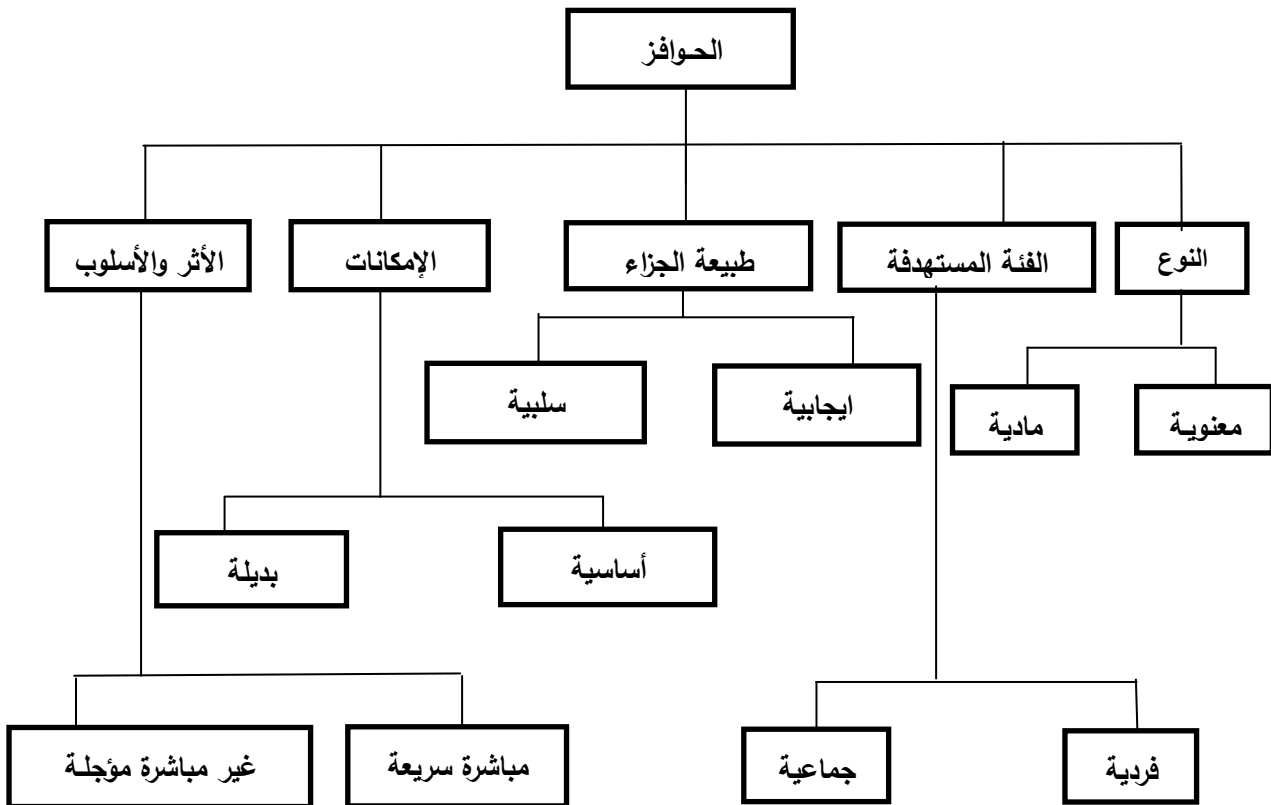 الحوافز
النوع
الفئة المستهدفة
طبيعة الجزاء
الإمكانات
الأثر والأسلوب
معنوية
مادية
ايجابية
سلبية
أساسية
بديلة
فردية
جماعية
مباشرة سريعة
غير مباشرة مؤجلة